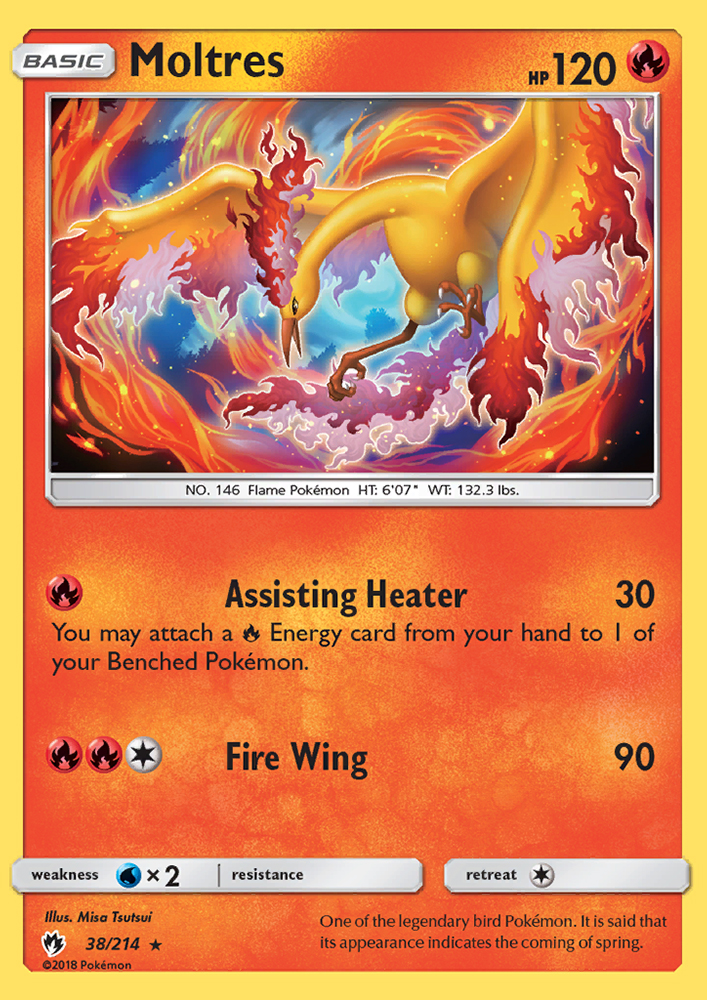 BASIC Moltres HP 120
NO. 146 Flame Pokémon HT: 6'07" WT: 132.3 lbs.
Assisting Heater 30
You may attach a Energy card from your hand to 1 of
your Benched Pokémon.
Fire Wing 90
weakness ×2 resistance retreat
Illus. Misa Tsutsui
38/214 ★
©2018 Pokémon
One of the legendary bird Pokémon. It is said that
its appearance indicates the coming of spring.